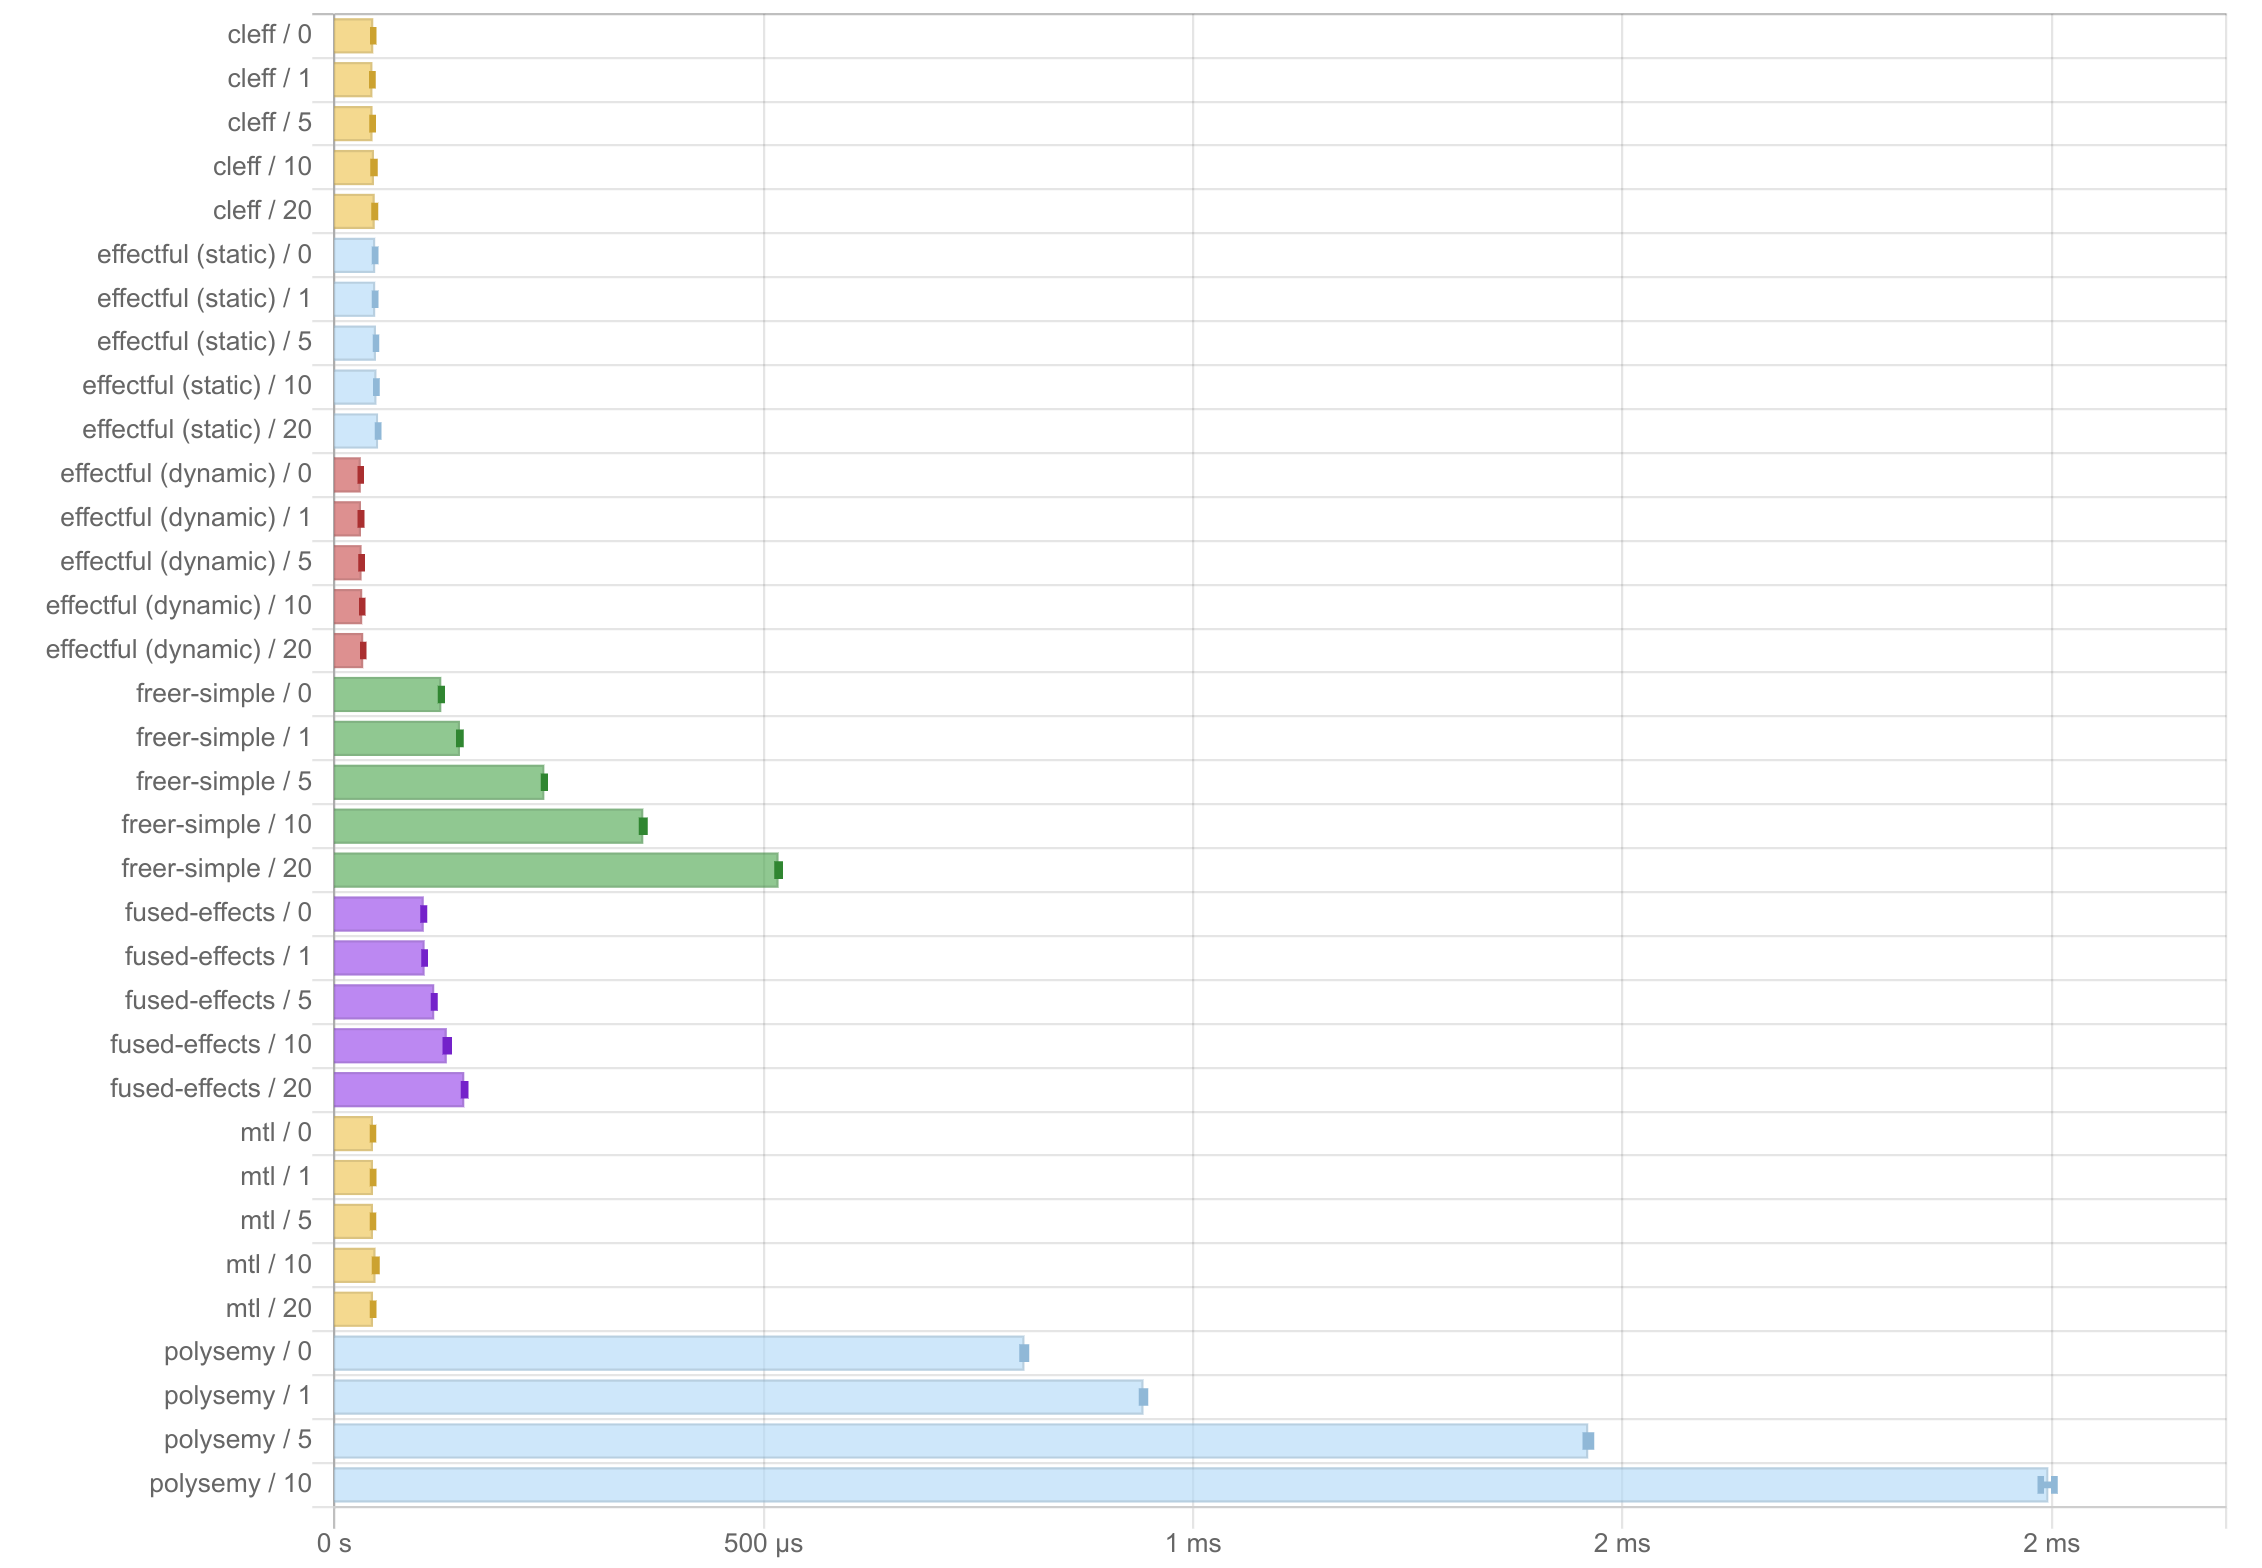 cleff / 0
cleff / 1
cleff / 5
cleff / 10
cleff / 20
effectful (static) / 0
effectful (static) / 1
effectful (static) / 5
effectful (static) / 10
effectful (static) / 20
effectful (dynamic) / 0
effectful (dynamic) / 1
effectful (dynamic) / 5
effectful (dynamic) / 10
effectful (dynamic) / 20
freer-simple / 0
freer-simple / 1
freer-simple / 5
freer-simple / 10
freer-simple / 20
fused-effects / 0
fused-effects / 1
fused-effects / 5
fused-effects / 10
fused-effects / 20
mtl / 0
mtl / 1
mtl / 5
mtl / 10
mtl / 20
polysemy / 0
polysemy / 1
polysemy / 5
polysemy / 10
0 s 500 μs 1 ms 2 ms 2 ms